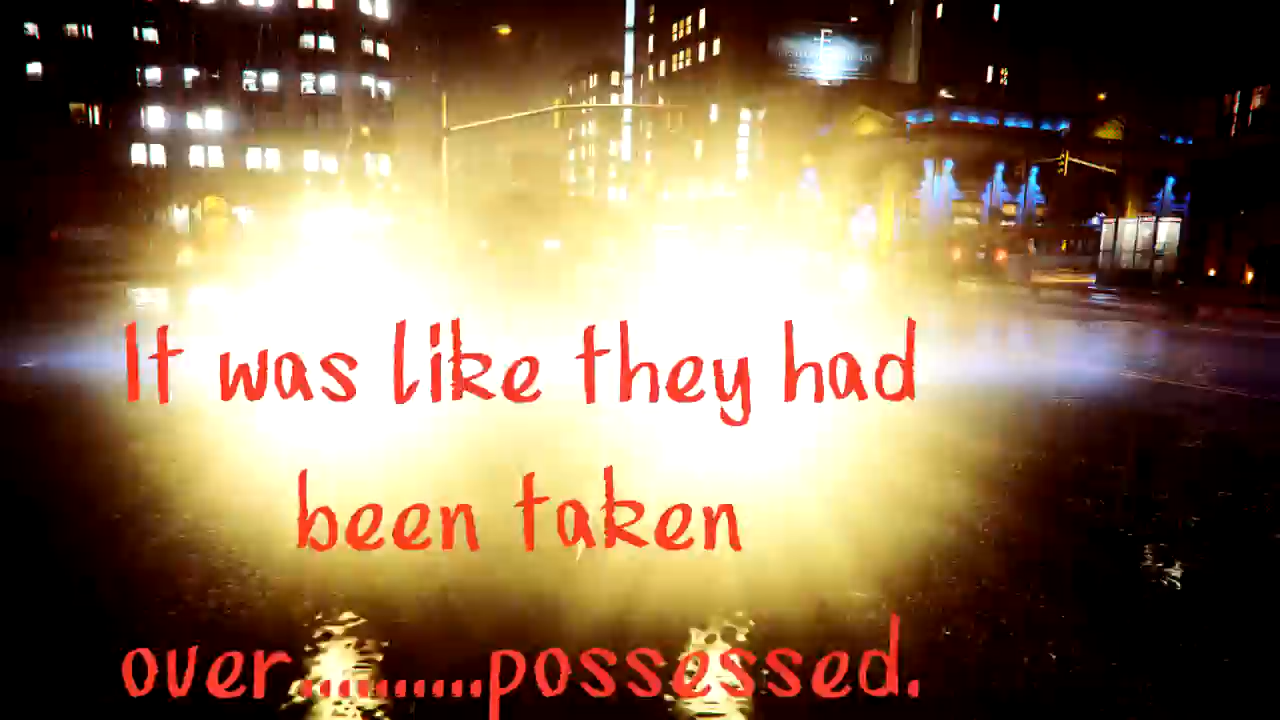 It was like they had
been taken
over..........possessed.